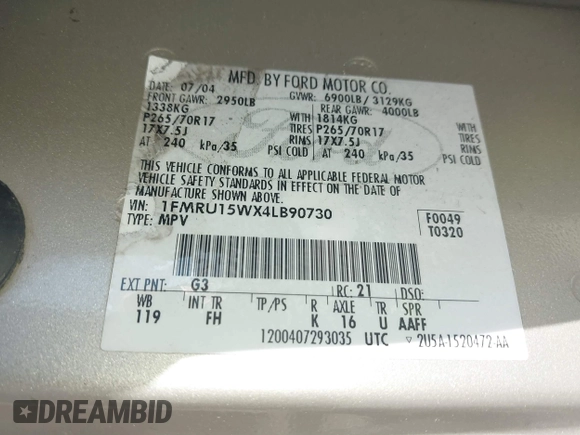 MFD. BY FORD MOTOR CO.
DATE: 07/04 GVWR: 6900LB/ 3129KG
FRONT GAWR: 2950LB REAR GAWR: 4000LB
1338KG WITH 1814KG WITH
P265/70R17 TIRES P265/70R17 TIRES
17X7.5J RIMS 17X7.5J RIMS
AT 240 kPa/35 PSI COLD AT 240 kPa/35 PSI COLD
Ford
THIS VEHICLE CONFORMS TO ALL APPLICABLE FEDERAL MOTOR
VEHICLE SAFETY STANDARDS IN EFFECT ON THE DATE OF
MANUFACTURE SHOWN ABOVE.
VIN: 1FMRU15WX4LB90730 F0049
TYPE: MPV T0320
EXT PNT: G3 RC: 21 DSO:
WB INT TR TP/PS R AXLE TR SPR
119 FH K 16 U AAFF
1200407293035 UTC ▽ 2U5A-1520472-AA
DREAMBID